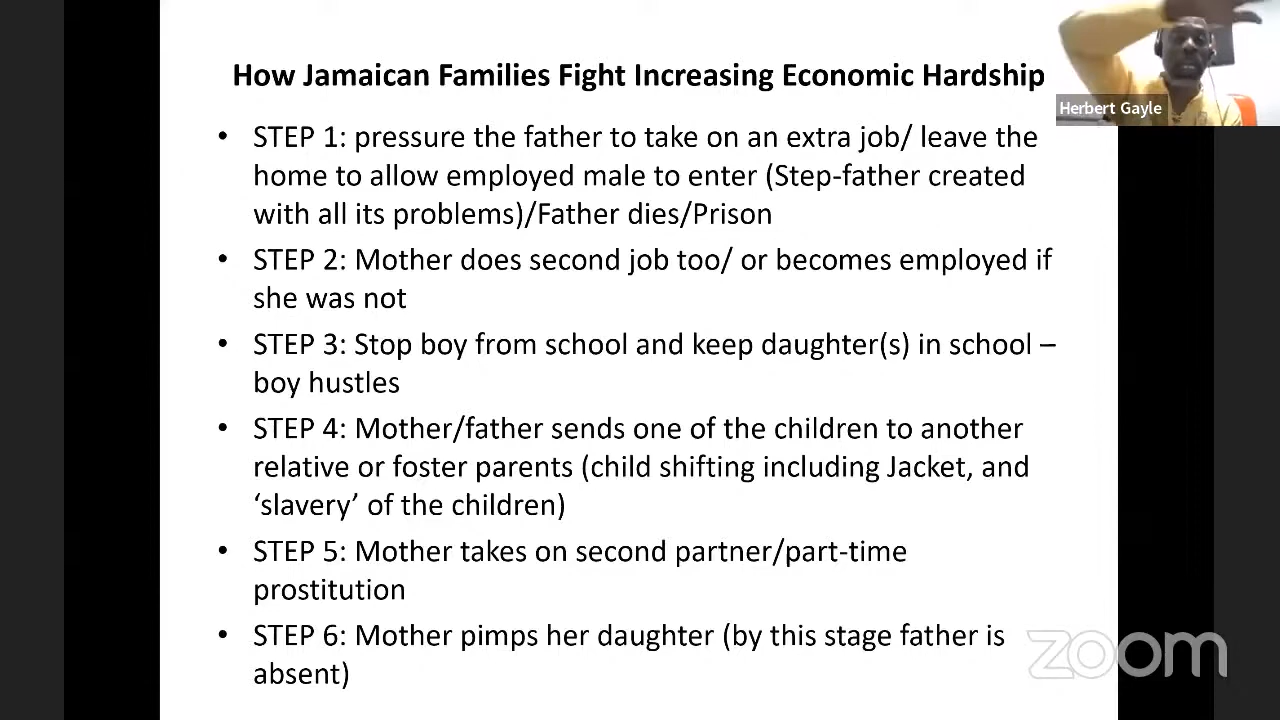 How Jamaican Families Fight Increasing Economic Hardship
Herbert Gayle
• STEP 1: pressure the father to take on an extra job/ leave the
home to allow employed male to enter (Step-father created
with all its problems)/Father dies/Prison
• STEP 2: Mother does second job too/ or becomes employed if
she was not
• STEP 3: Stop boy from school and keep daughter(s) in school –
boy hustles
• STEP 4: Mother/father sends one of the children to another
relative or foster parents (child shifting including Jacket, and
‘slavery’ of the children)
• STEP 5: Mother takes on second partner/part-time
prostitution
• STEP 6: Mother pimps her daughter (by this stage father is
absent)
zoom